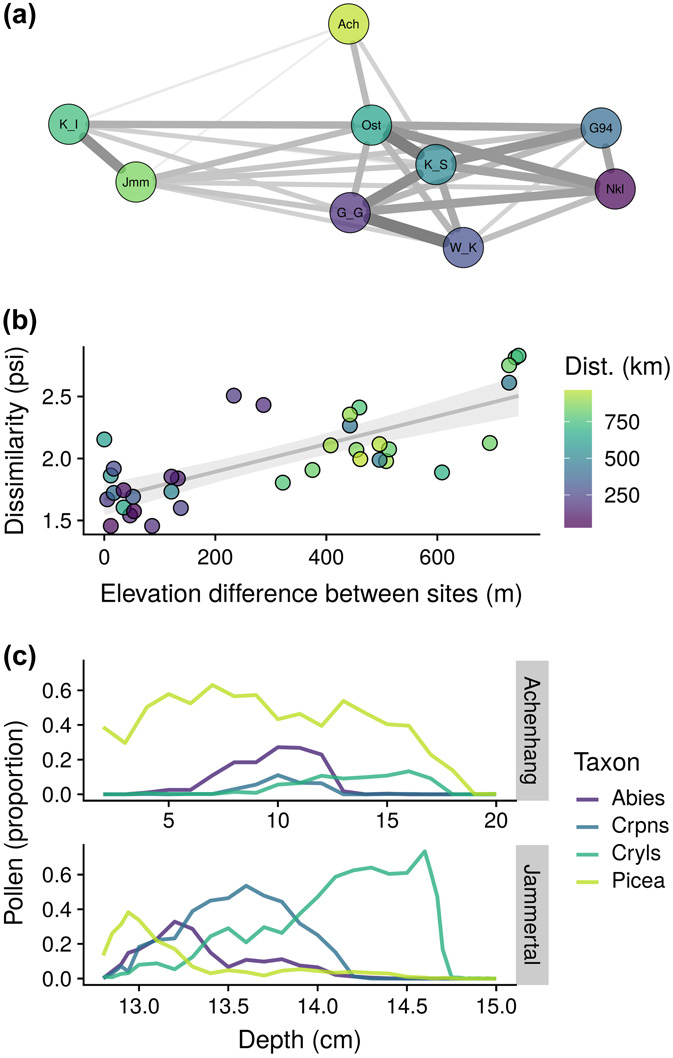 (a)
Ach
K_I
Ost
G94
K_S
Jmm
Nkl
G_G
W_K
(b)
Dissimilarity (psi)
2.5
2.0
1.5
0 200 400 600
Elevation difference between sites (m)
Dist. (km)
750
500
250
(c)
Pollen (proportion)
0.6
0.4
0.2
0.0
Achenhang
5 10 15 20
0.6
0.4
0.2
0.0
Jammertal
13.0 13.5 14.0 14.5 15.0
Depth (cm)
Taxon
Abies
Crpns
Cryls
Picea